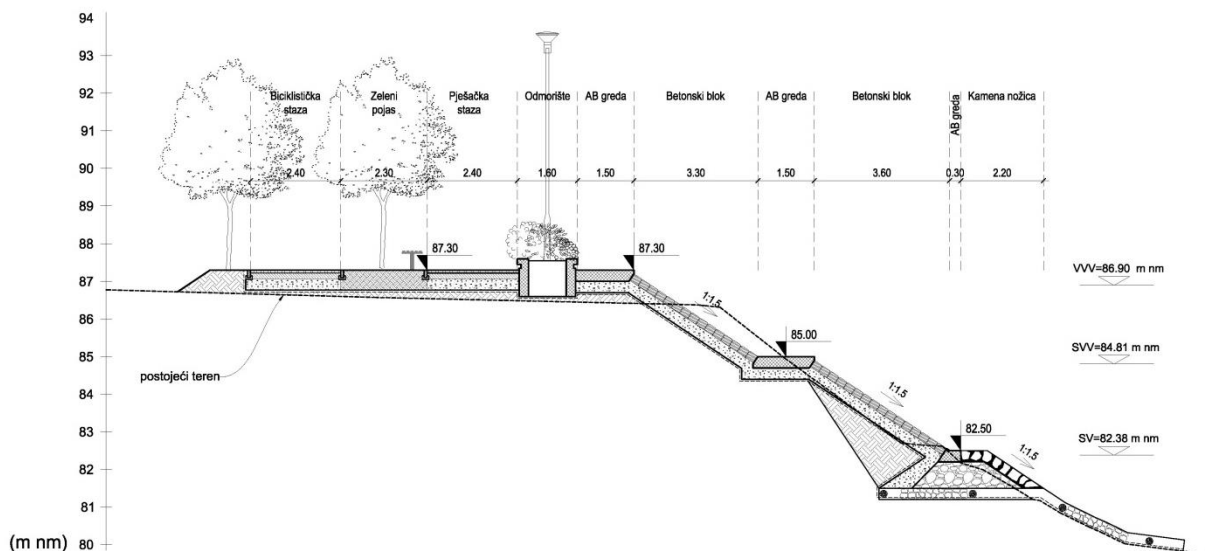 94
93
92
91
90
89
88
87
86
85
84
83
82
81
80
(m nm)
Biciklistička
staza
Zeleni
pojas
Pješačka
staza
Odmorište
AB greda
Betonski blok
AB greda
Betonski blok
AB greda
Kamena nožica
2.40
2.30
2.40
1.60
1.50
3.30
1.50
3.60
0.30
2.20
87.30
87.30
1:1.5
85.00
1:1.5
82.50
1:1.5
postojeći teren
VVV=86.90 m nm
SVV=84.81 m nm
SV=82.38 m nm